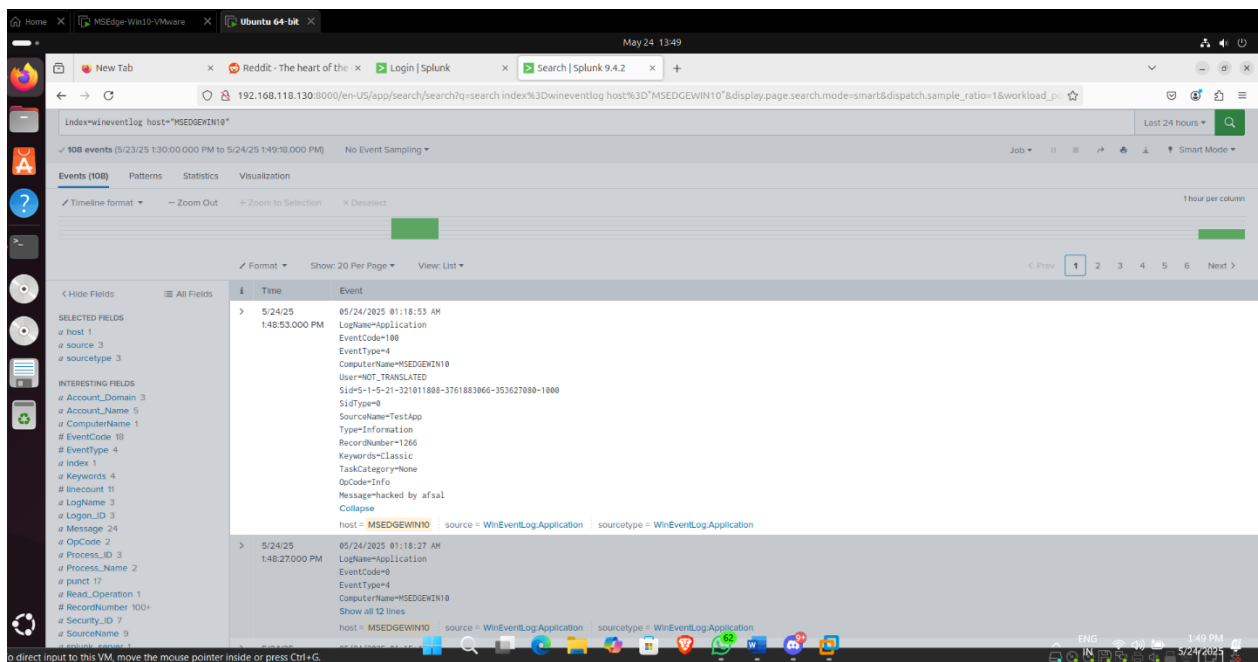 Home
MSEdge-Win10-VMware
Ubuntu 64-bit
May 24 13:49
New Tab
Reddit - The heart of the
Login | Splunk
Search | Splunk 9.4.2
192.168.118.130:8000/en-US/app/search/search?q=search index%3Dwineventlog host%3D"MSEDGEWIN10"&display.page.search.mode=smart&dispatch.sample_ratio=1&workload_po
index=wineventlog host="MSEDGEWIN10"
Last 24 hours
108 events (5/23/25 1:30:00.000 PM to 5/24/25 1:49:18.000 PM)
No Event Sampling
Job
Smart Mode
Events (108)
Patterns
Statistics
Visualization
Timeline format
— Zoom Out
+ Zoom to Selection
× Deselect
1 hour per column
Format
Show: 20 Per Page
View: List
< Prev
1
2
3
4
5
6
Next >
< Hide Fields
All Fields
i
Time
Event
SELECTED FIELDS
a host 1
a source 3
a sourcetype 3
INTERESTING FIELDS
a Account_Domain 3
a Account_Name 5
a ComputerName 1
# EventCode 18
# EventType 4
a index 1
a Keywords 4
# linecount 11
a LogName 3
a Logon_ID 3
a Message 24
a OpCode 2
a Process_ID 3
a Process_Name 2
a punct 17
a Read_Operation 1
# RecordNumber 100+
a Security_ID 7
a SourceName 9
a splunk_server 1
5/24/25
1:48:53.000 PM
05/24/2025 01:18:53 AM
LogName=Application
EventCode=100
EventType=4
ComputerName=MSEDGEWIN10
User=NOT_TRANSLATED
Sid=S-1-5-21-321011808-3761883066-353627080-1000
SidType=0
SourceName=TestApp
Type=Information
RecordNumber=1266
Keywords=Classic
TaskCategory=None
OpCode=Info
Message=hacked by afsal
Collapse
host = MSEDGEWIN10
source = WinEventLog:Application
sourcetype = WinEventLog:Application
5/24/25
1:48:27.000 PM
05/24/2025 01:18:27 AM
LogName=Application
EventCode=0
EventType=4
ComputerName=MSEDGEWIN10
Show all 12 lines
host = MSEDGEWIN10
source = WinEventLog:Application
sourcetype = WinEventLog:Application
o direct input to this VM, move the mouse pointer inside or press Ctrl+G.
62
ENG
IN
1:49 PM
5/24/2025